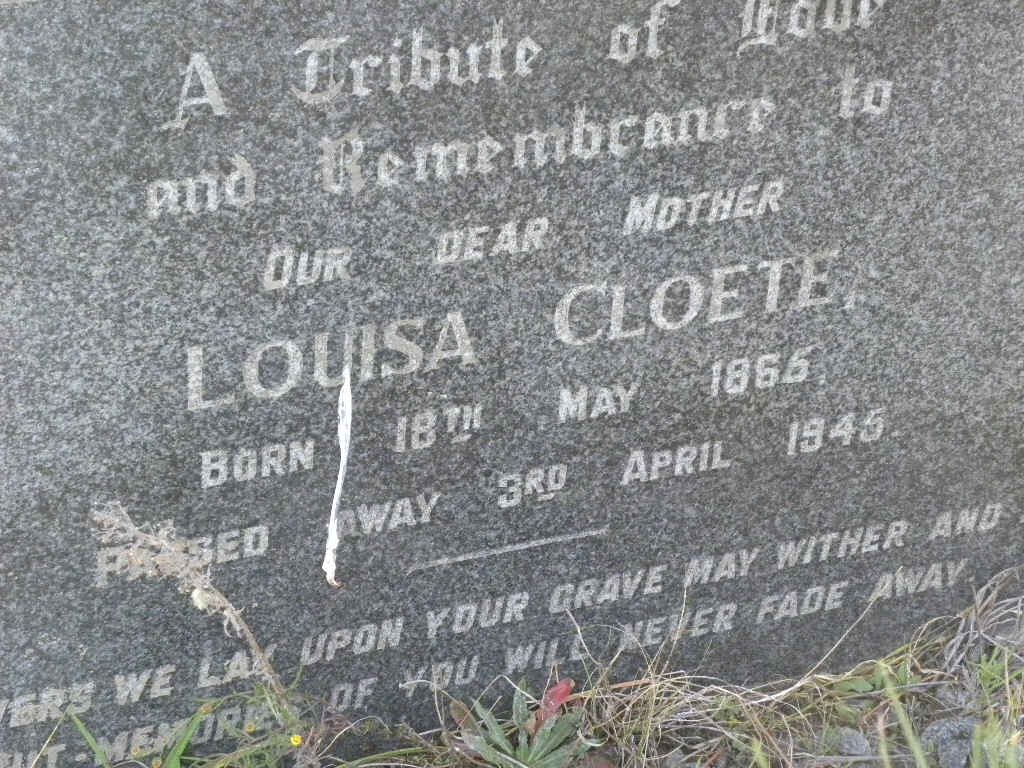 A Tribute of Love
and Remembrance to
OUR DEAR MOTHER
LOUISA CLOETE,
BORN 18TH MAY 1866.
PASSED AWAY 3RD APRIL 1945.
WE LAY UPON YOUR GRAVE MAY WITHER AND
OF YOU WILL NEVER FADE AWAY